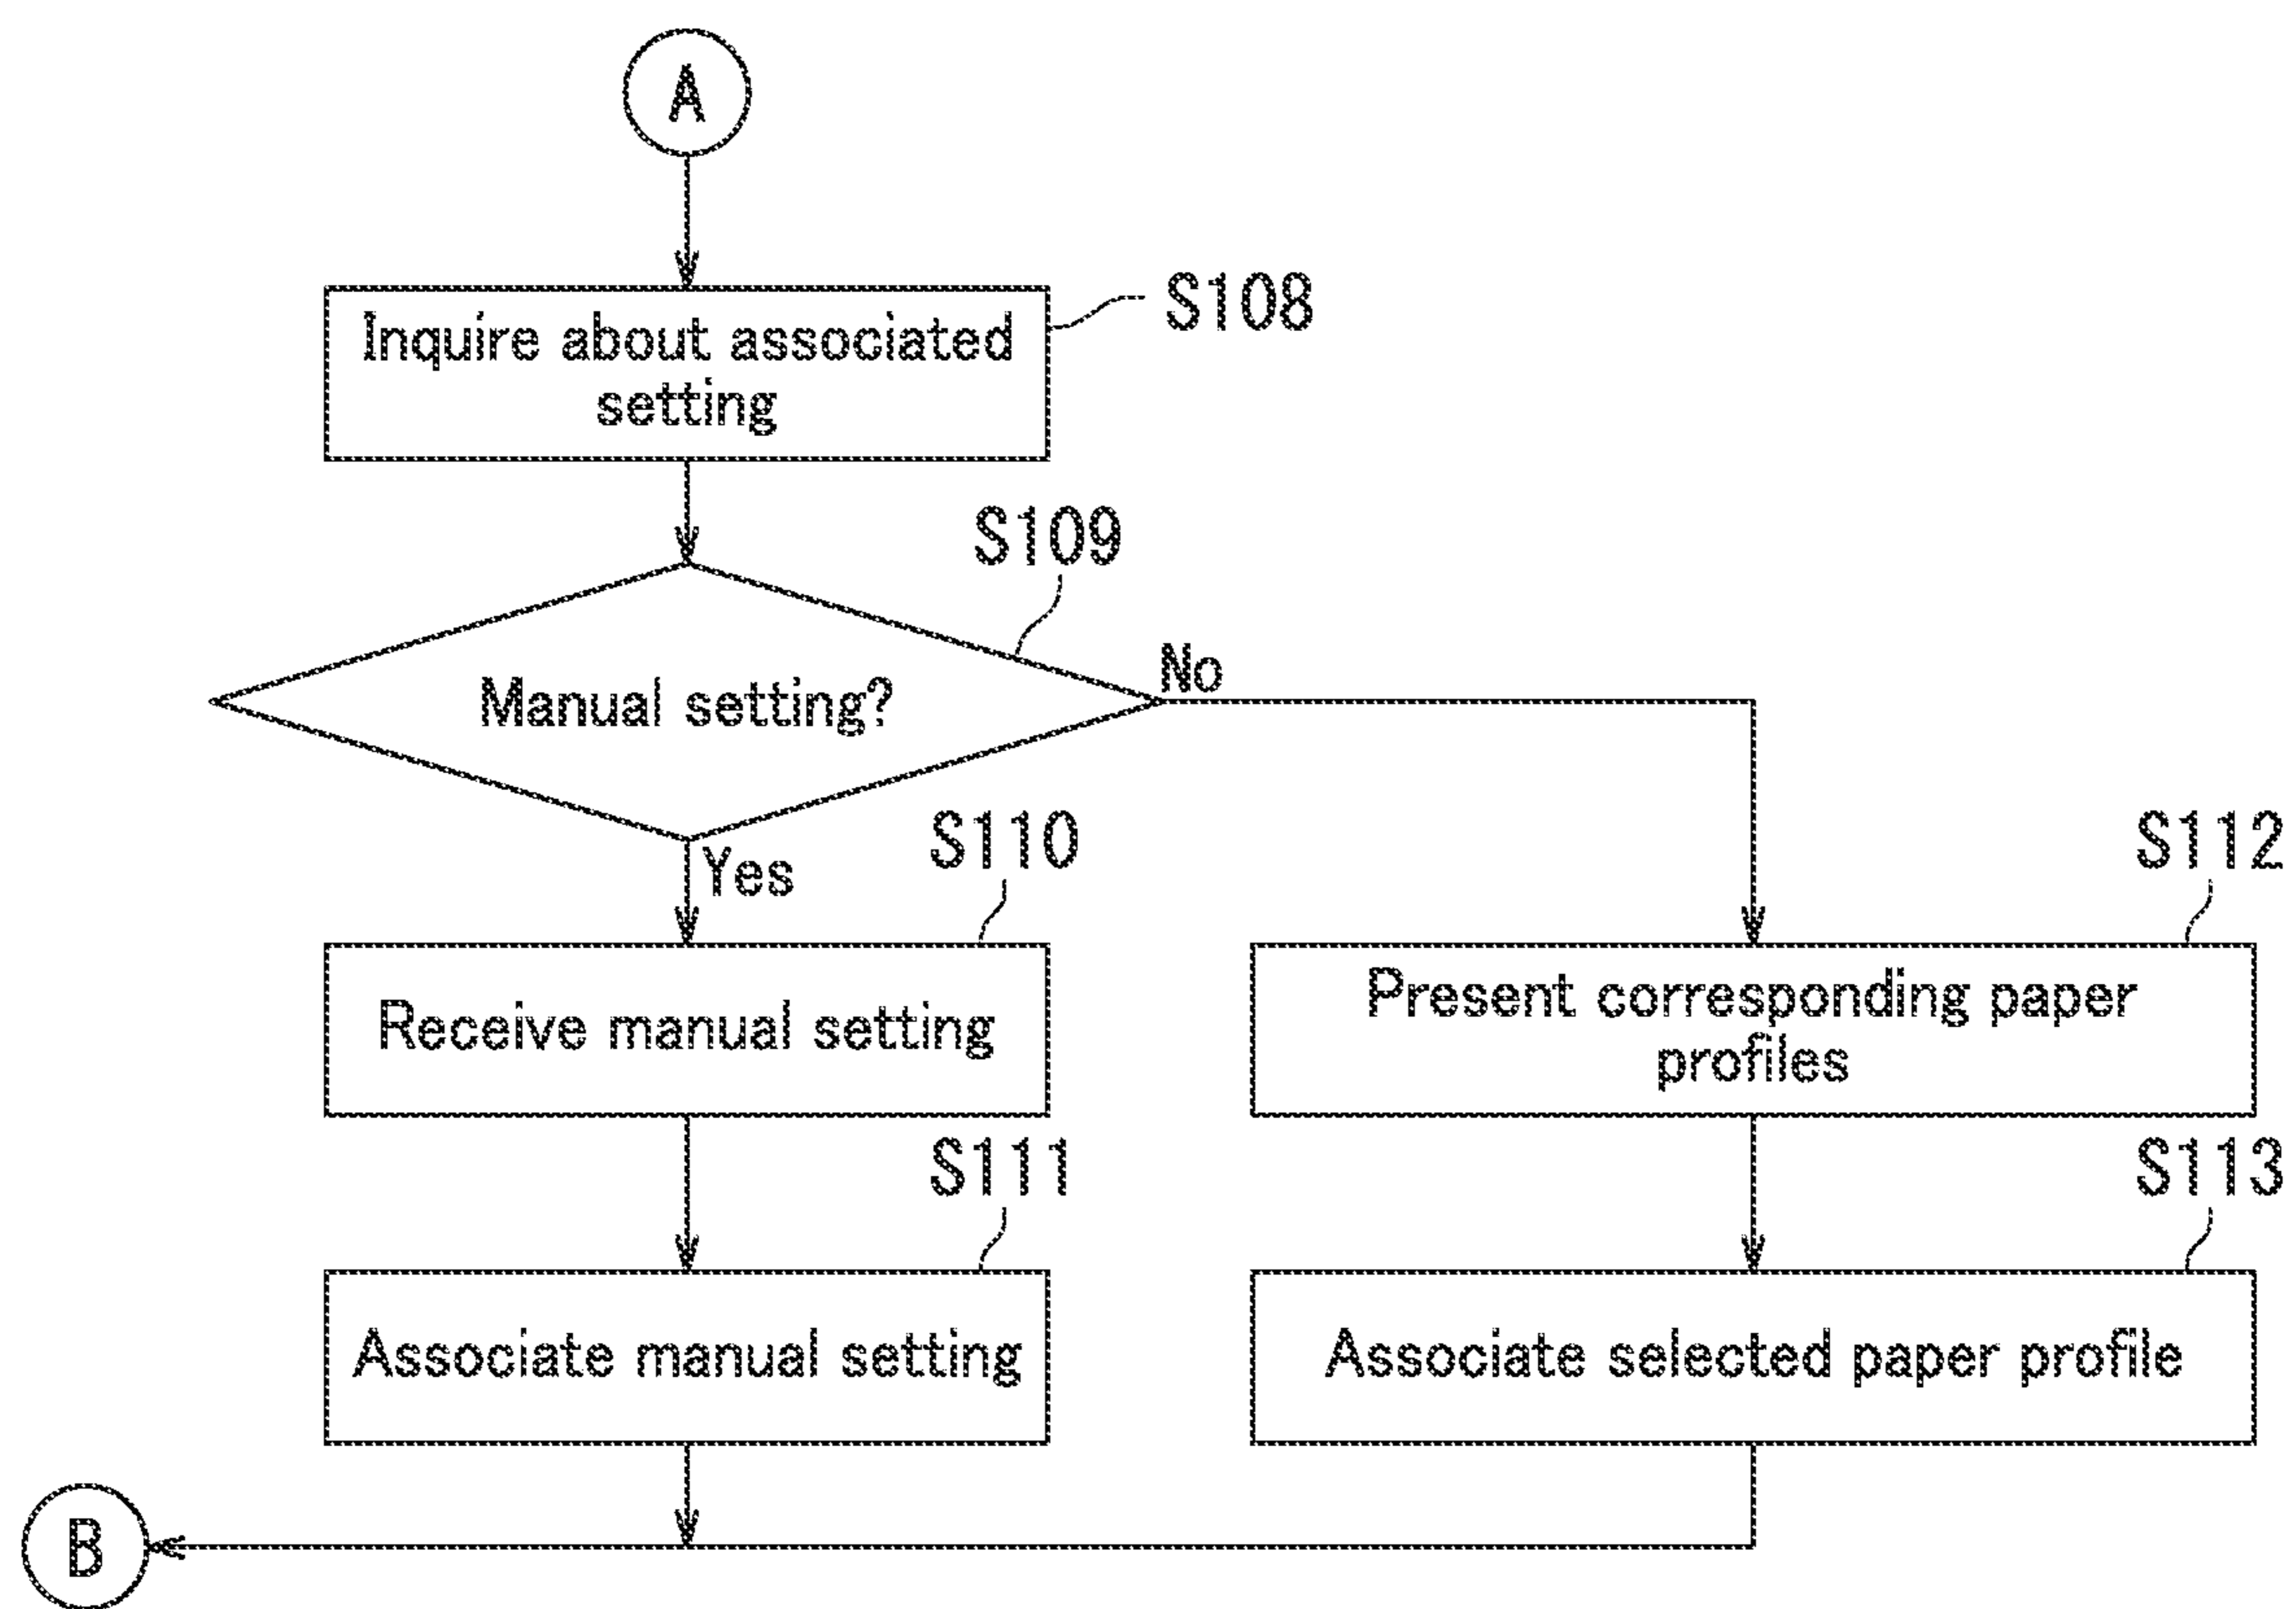 A
S108
Inquire about associated
setting
S109
Manual setting?
No
Yes
S110
Receive manual setting
S111
Associate manual setting
S112
Present corresponding paper
profiles
S113
Associate selected paper profile
B